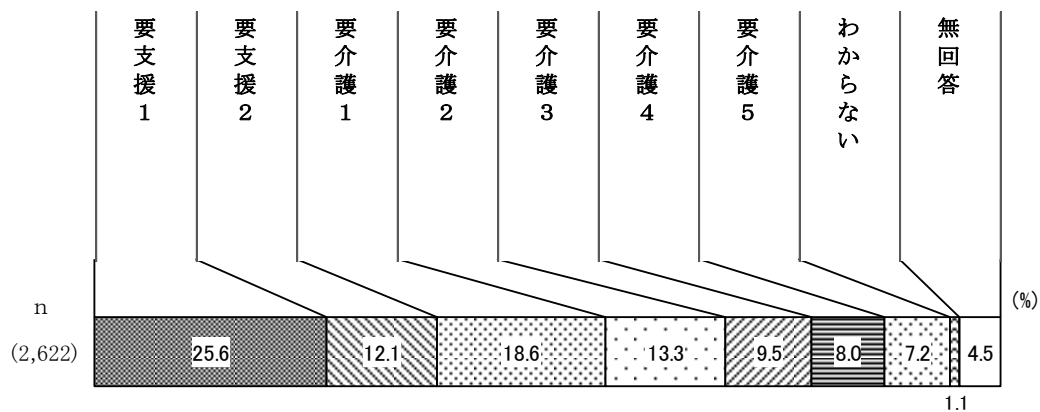 要支援１
要支援２
要介護１
要介護２
要介護３
要介護４
要介護５
わからない
無回答
(%)
n
(2,622)
25.6
12.1
18.6
13.3
9.5
8.0
7.2
4.5
1.1